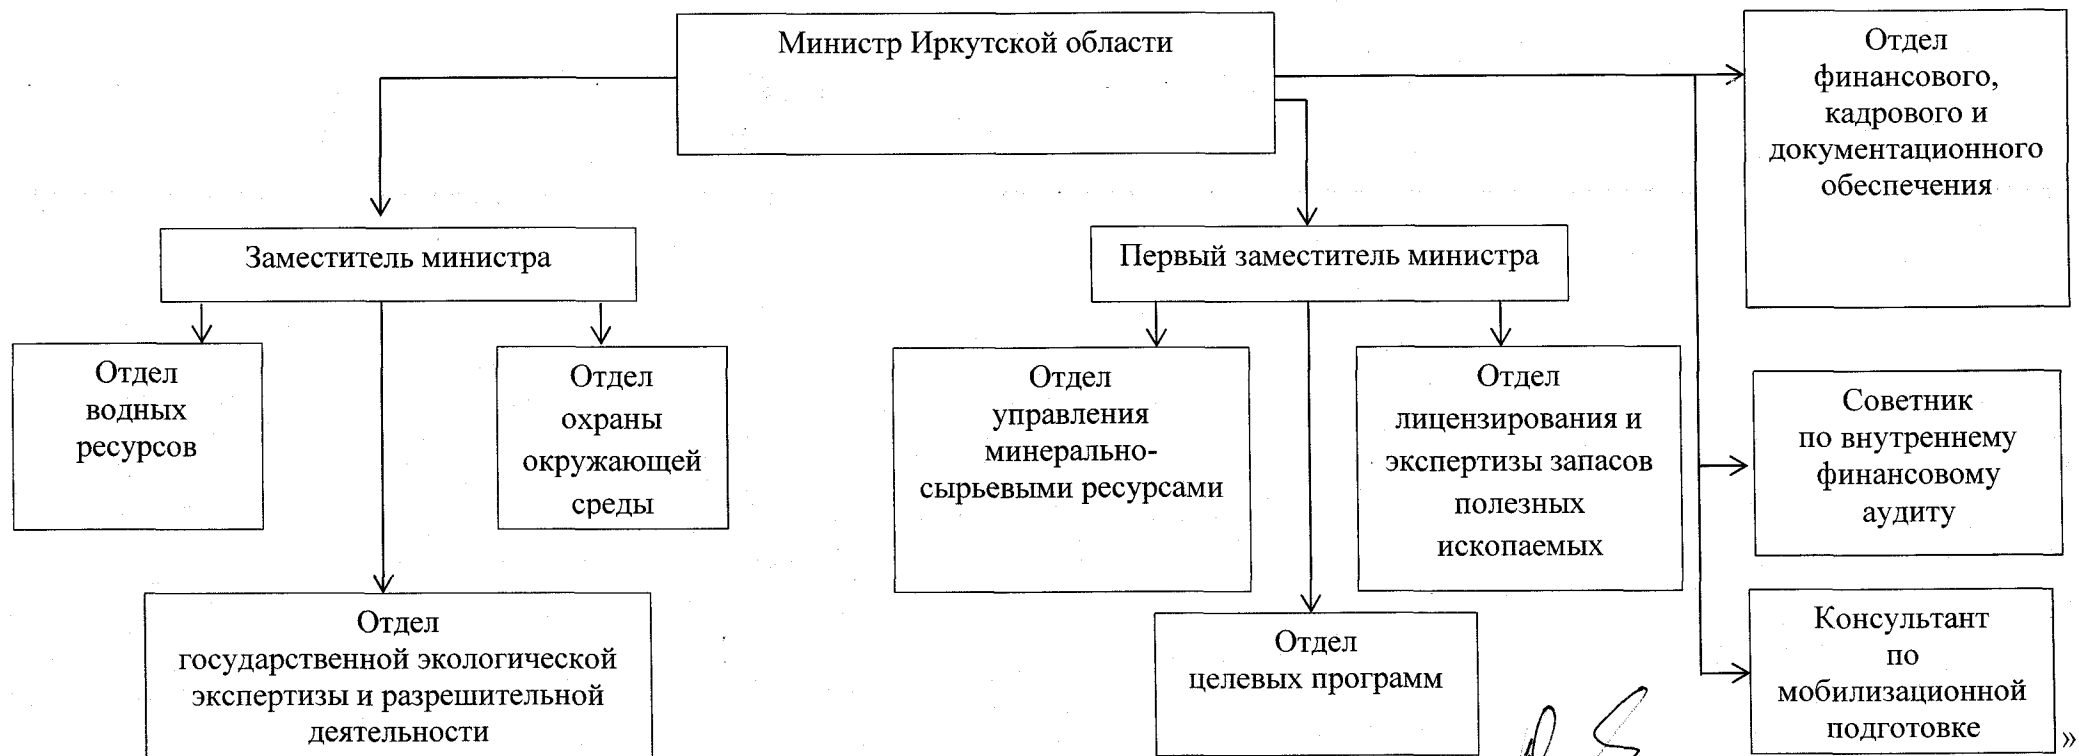 Министр Иркутской области
Отдел
финансового,
кадрового и
документационного
обеспечения
Заместитель министра
Первый заместитель министра
Отдел
водных
ресурсов
Отдел
охраны
окружающей
среды
Отдел
управления
минерально-
сырьевыми ресурсами
Отдел
лицензирования и
экспертизы запасов
полезных
ископаемых
Советник
по внутреннему
финансовому
аудиту
Отдел
государственной экологической
экспертизы и разрешительной
деятельности
Отдел
целевых программ
Консультант
по
мобилизационной
подготовке
»